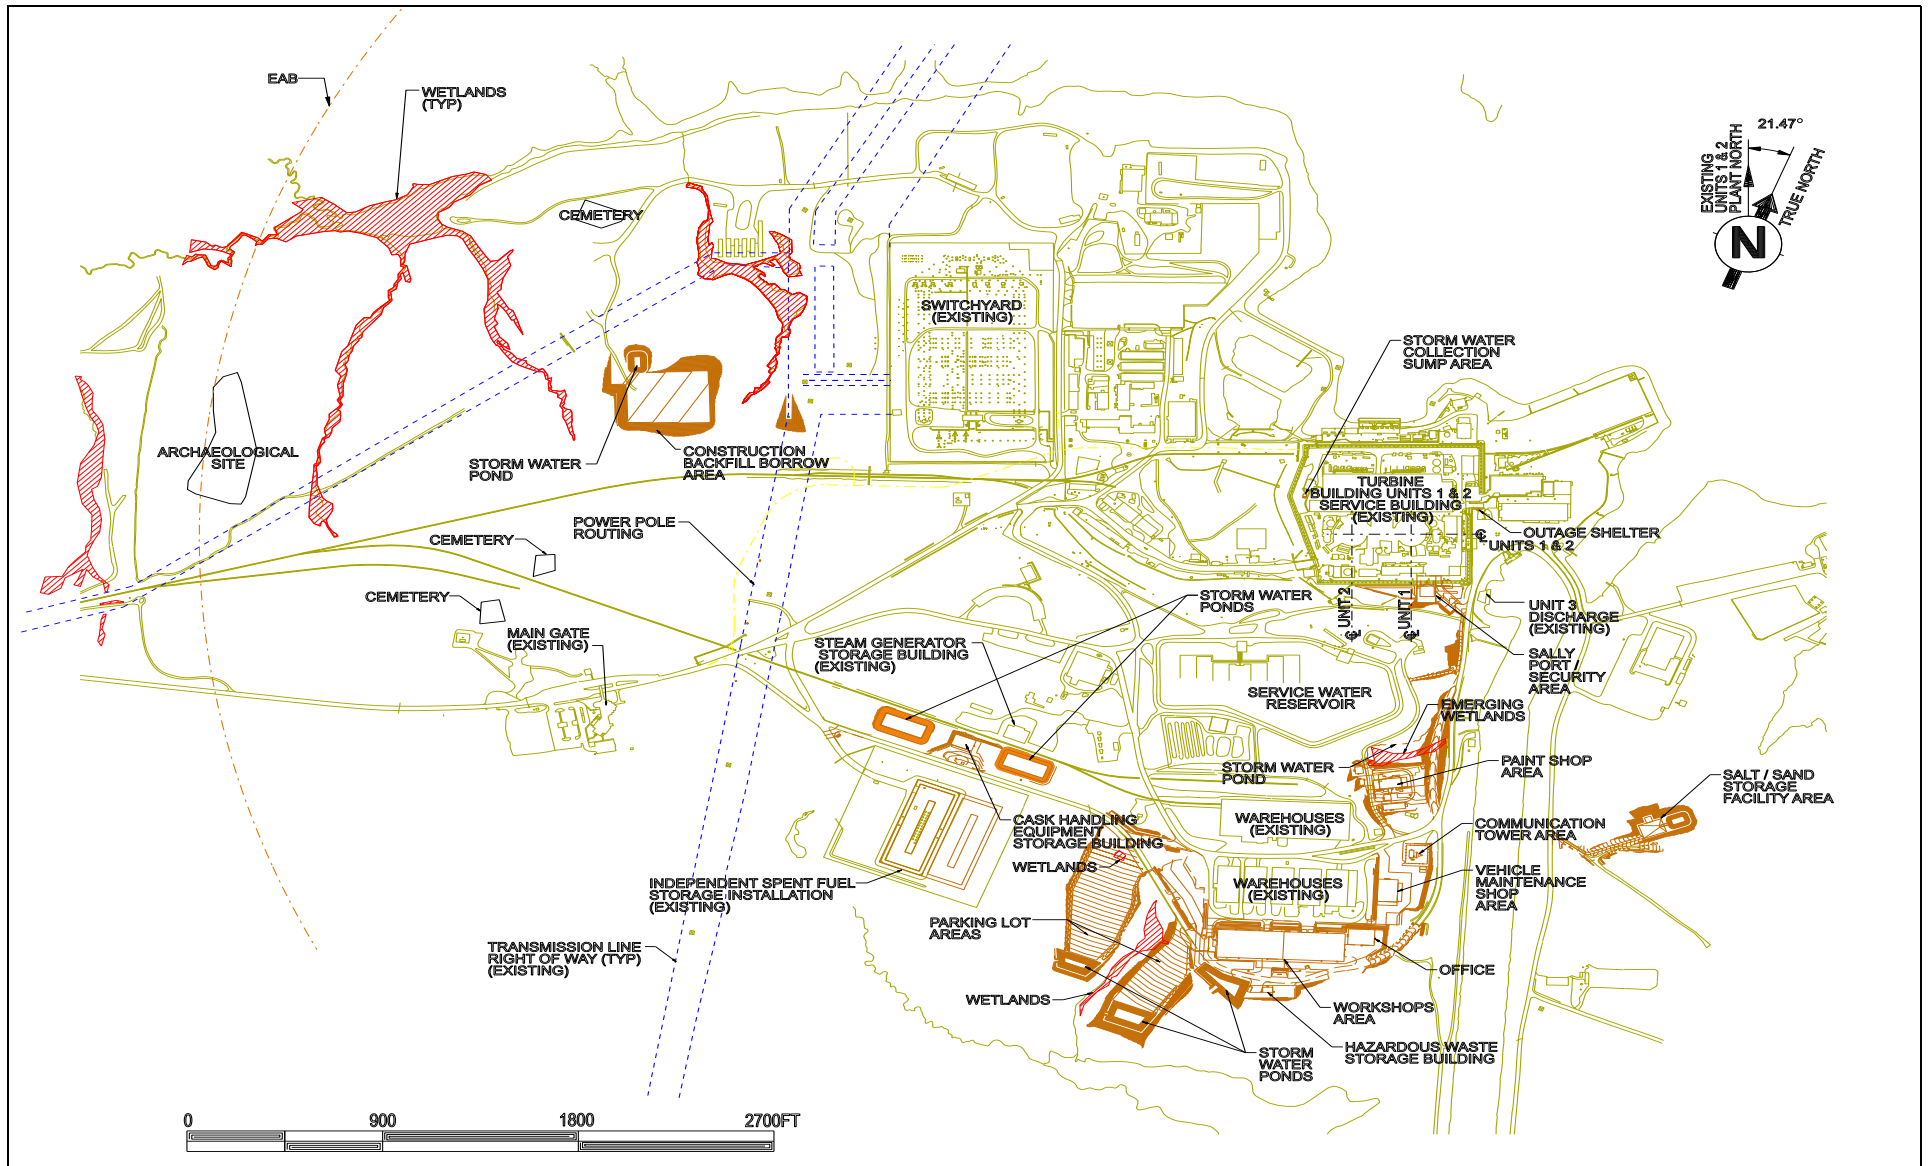 EAB
WETLANDS
(TYP)
21.47°
EXISTING
UNITS 1 & 2
PLANT NORTH
TRUE NORTH
N
CEMETERY
SWITCHYARD
(EXISTING)
STORM WATER
COLLECTION
SUMP AREA
ARCHAEOLOGICAL
SITE
STORM WATER
POND
CONSTRUCTION
BACKFILL BORROW
AREA
TURBINE
BUILDING UNITS 1 & 2
SERVICE BUILDING
(EXISTING)
POWER POLE
ROUTING
CEMETERY
OUTAGE SHELTER
℄
UNITS 1 & 2
CEMETERY
STORM WATER
PONDS
℄ UNIT 2
℄ UNIT 1
UNIT 3
DISCHARGE
(EXISTING)
MAIN GATE
(EXISTING)
STEAM GENERATOR
STORAGE BUILDING
(EXISTING)
SALLY
PORT /
SECURITY
AREA
SERVICE WATER
RESERVOIR
EMERGING
WETLANDS
STORM WATER
POND
PAINT SHOP
AREA
SALT / SAND
STORAGE
FACILITY AREA
CASK HANDLING
EQUIPMENT
STORAGE BUILDING
WAREHOUSES
(EXISTING)
COMMUNICATION
TOWER AREA
WETLANDS
INDEPENDENT SPENT FUEL
STORAGE INSTALLATION
(EXISTING)
WAREHOUSES
(EXISTING)
VEHICLE
MAINTENANCE
SHOP
AREA
PARKING LOT
AREAS
TRANSMISSION LINE
RIGHT OF WAY (TYP)
(EXISTING)
OFFICE
WETLANDS
WORKSHOPS
AREA
HAZARDOUS WASTE
STORAGE BUILDING
STORM
WATER
PONDS
0 900 1800 2700FT